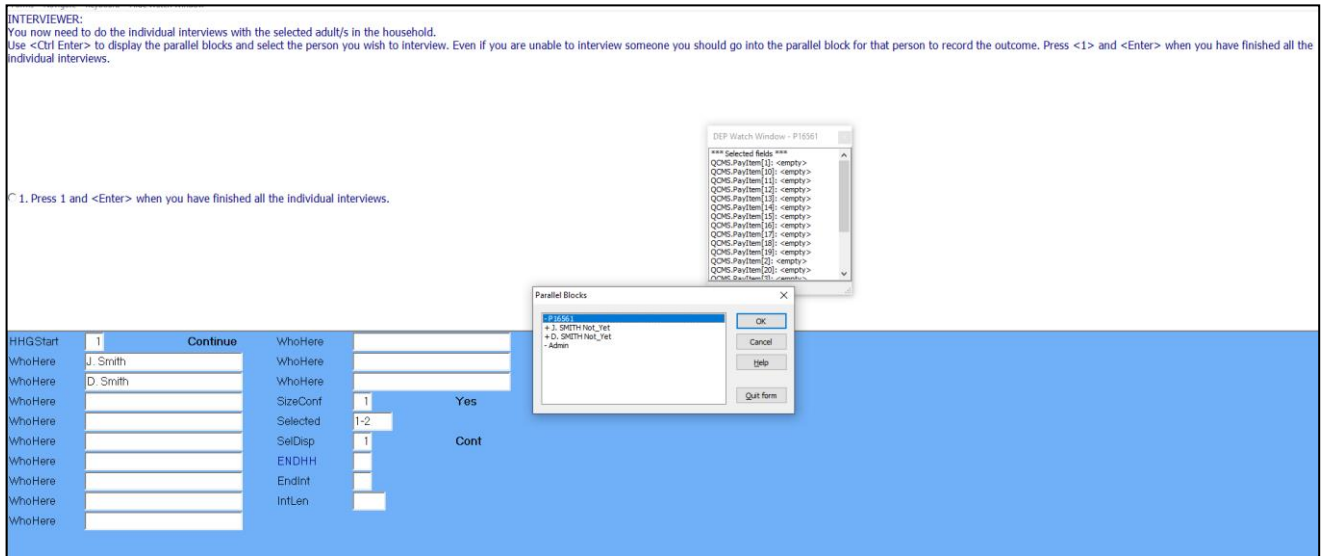 INTERVIEWER:
You now need to do the individual interviews with the selected adult/s in the household.
Use <Ctrl Enter> to display the parallel blocks and select the person you wish to interview. Even if you are unable to interview someone you should go into the parallel block for that person to record the outcome. Press <1> and <Enter> when you have finished all the
individual interviews.
1. Press 1 and <Enter> when you have finished all the individual interviews.
DEP Watch Window - P16561
*** Selected fields ***
QCMS.PayItem[1]: <empty>
QCMS.PayItem[10]: <empty>
QCMS.PayItem[11]: <empty>
QCMS.PayItem[12]: <empty>
QCMS.PayItem[13]: <empty>
QCMS.PayItem[14]: <empty>
QCMS.PayItem[15]: <empty>
QCMS.PayItem[16]: <empty>
QCMS.PayItem[17]: <empty>
QCMS.PayItem[18]: <empty>
QCMS.PayItem[19]: <empty>
QCMS.PayItem[2]: <empty>
QCMS.PayItem[20]: <empty>
Parallel Blocks
- P16561
+ J. SMITH Not_Yet
+ D. SMITH Not_Yet
- Admin
OK
Cancel
Help
Quit form
HHGStart 1 Continue WhoHere
WhoHere J. Smith WhoHere
WhoHere D. Smith WhoHere
WhoHere SizeConf 1 Yes
WhoHere Selected 1-2
WhoHere SelDisp 1 Cont
WhoHere ENDHH
WhoHere EndInt
WhoHere IntLen
WhoHere